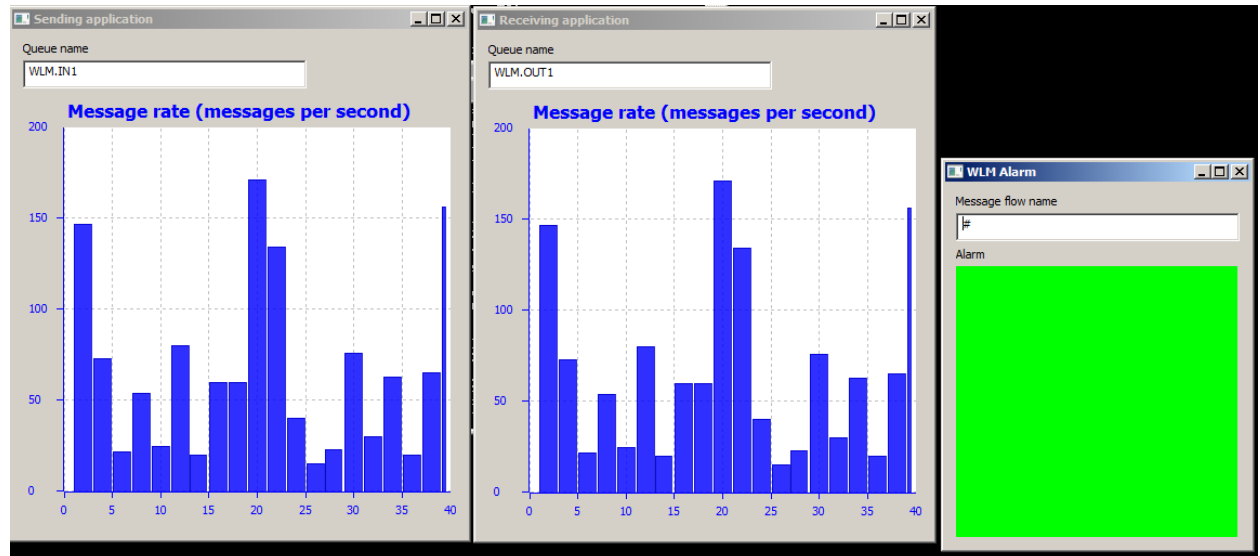 Sending application
Queue name
WLM.IN1
Message rate (messages per second)
200
150
100
50
0
0 5 10 15 20 25 30 35 40
Receiving application
Queue name
WLM.OUT1
Message rate (messages per second)
200
150
100
50
0
0 5 10 15 20 25 30 35 40
WLM Alarm
Message flow name
#
Alarm